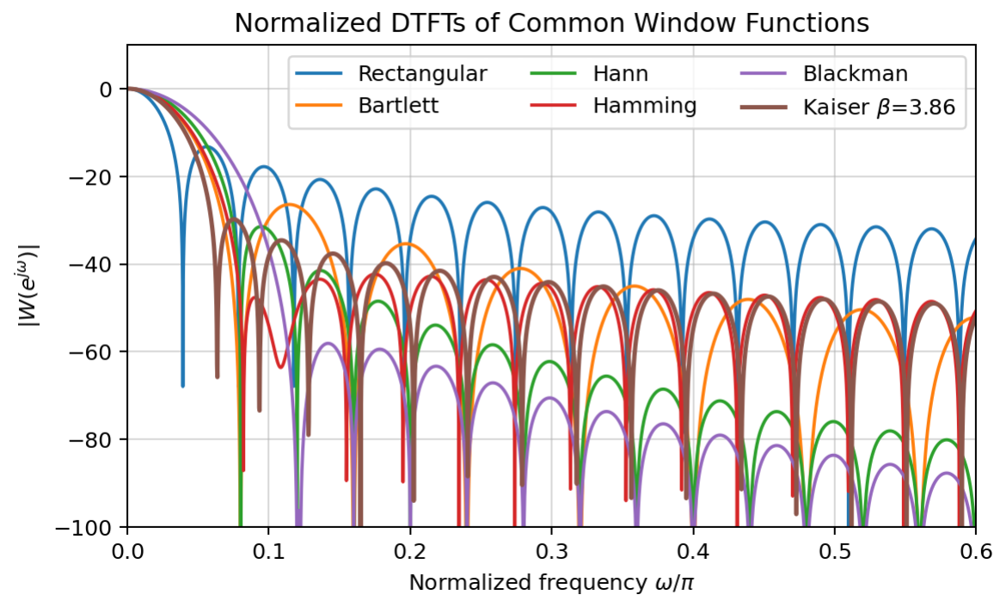 Normalized DTFTs of Common Window Functions
Rectangular
Bartlett
Hann
Hamming
Blackman
Kaiser β=3.86
|W(e^{jω})|
0
−20
−40
−60
−80
−100
0.0
0.1
0.2
0.3
0.4
0.5
0.6
Normalized frequency ω/π